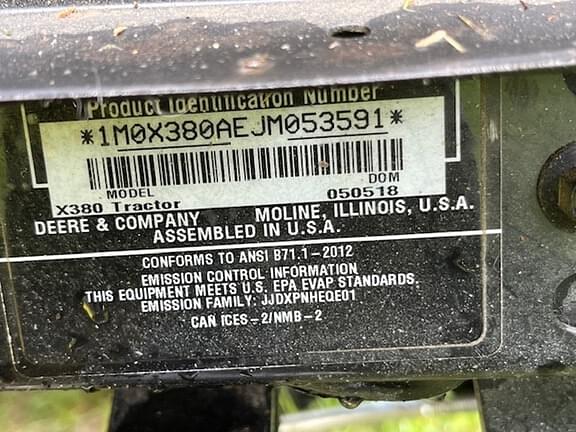 Product Identification Number
*1M0X380AEJM053591*
MODEL DOM
X380 Tractor 050518
DEERE & COMPANY MOLINE, ILLINOIS, U.S.A.
ASSEMBLED IN U.S.A.
CONFORMS TO ANSI B71.1-2012
EMISSION CONTROL INFORMATION
THIS EQUIPMENT MEETS U.S. EPA EVAP STANDARDS.
EMISSION FAMILY: JJDXPNHEQE01
CAN ICES-2/NMB-2